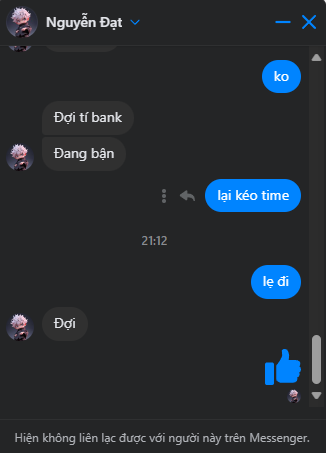 Nguyễn Đạt
ko
Đợi tí bank
Đang bận
lại kéo time
21:12
lẹ đi
Đợi
Hiện không liên lạc được với người này trên Messenger.